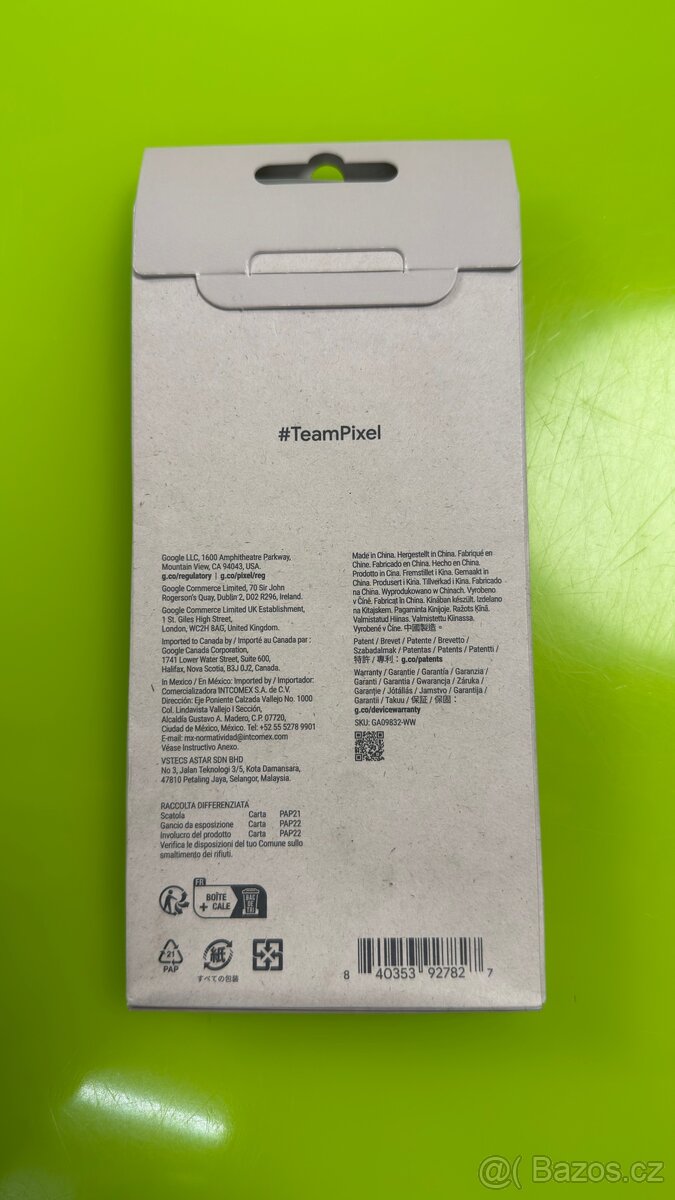 #TeamPixel
Google LLC, 1600 Amphitheatre Parkway,
Mountain View, CA 94043, USA.
g.co/regulatory | g.co/pixel/reg
Google Commerce Limited, 70 Sir John
Rogerson's Quay, Dublin 2, D02 R296, Ireland.
Google Commerce Limited UK Establishment,
1 St. Giles High Street,
London, WC2H 8AG, United Kingdom.
Imported to Canada by / Importé au Canada par :
Google Canada Corporation,
1741 Lower Water Street, Suite 600,
Halifax, Nova Scotia, B3J 0J2, Canada.
In Mexico / En México: Imported by / Importador:
Comercializadora INTCOMEX S.A. de C.V.
Dirección: Eje Poniente Calzada Vallejo No. 1000
Col. Lindavista Vallejo I Sección,
Alcaldía Gustavo A. Madero, C.P. 07720,
Ciudad de México, México. Tel: +52 55 5278 9901
E-mail: mx-normatividad@intcomex.com
Véase Instructivo Anexo.
VSTECS ASTAR SDN BHD
No 3, Jalan Teknologi 3/5, Kota Damansara,
47810 Petaling Jaya, Selangor, Malaysia.
RACCOLTA DIFFERENZIATA
Scatola Carta PAP21
Gancio da esposizione Carta PAP22
Involucro del prodotto Carta PAP22
Verifica le disposizioni del tuo Comune sullo
smaltimento dei rifiuti.
Made in China. Hergestellt in China. Fabriqué en
Chine. Fabricado en China. Hecho en China.
Prodotto in Cina. Fremstillet i Kina. Gemaakt in
China. Produsert i Kina. Tillverkad i Kina. Fabricado
na China. Wyprodukowano w Chinach. Vyrobeno
v Číně. Fabricat în China. Kínában készült. Izdelano
na Kitajskem. Pagaminta Kinijoje. Ražots Ķīnā.
Valmistatud Hiinas. Valmistettu Kiinassa.
Vyrobené v Číne. 中國製造。
Patent / Brevet / Patente / Brevetto /
Szabadalmak / Patentas / Patents / Patentti /
特許 / 專利 : g.co/patents
Warranty / Garantie / Garantía / Garanzia /
Garanti / Garantia / Gwarancja / Záruka /
Garanție / Jótállás / Jamstvo / Garantija /
Garantii / Takuu / 保証 / 保固 :
g.co/devicewarranty
SKU: GA09832-WW
FR
BOÎTE
+ CALE
BAC
DE
TRI
21
PAP
紙
すべての包装
8 40353 92782 7
@( Bazos.cz